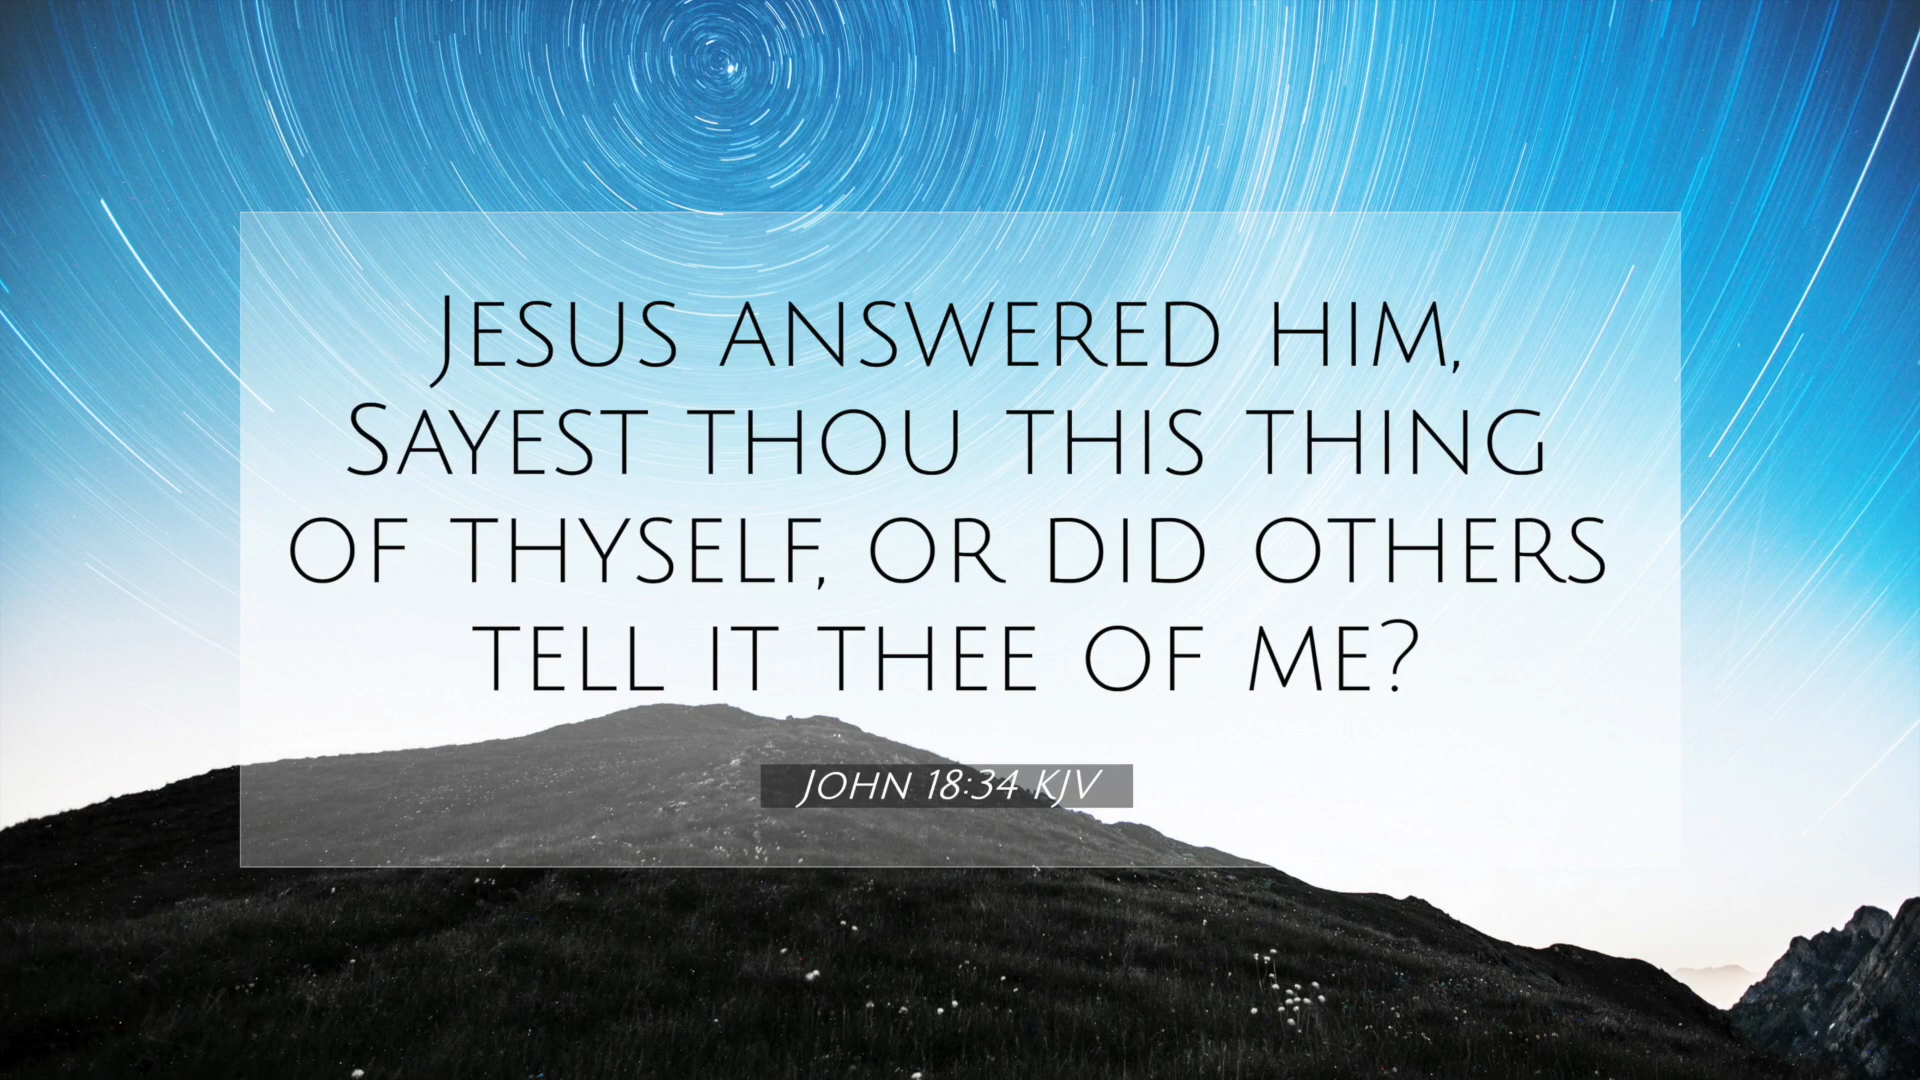 Jesus answered him,
Sayest thou this thing
of thyself, or did others
tell it thee of me?
John 18:34 KJV